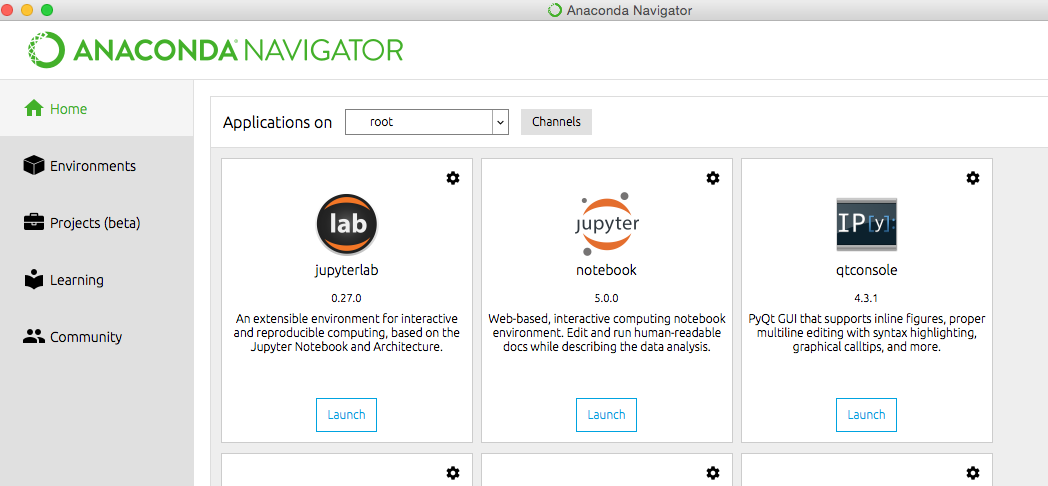 Anaconda Navigator
ANACONDA NAVIGATOR
Home
Environments
Projects (beta)
Learning
Community
Applications on root Channels
lab
jupyterlab
0.27.0
An extensible environment for interactive
and reproducible computing, based on the
Jupyter Notebook and Architecture.
Launch
jupyter
notebook
5.0.0
Web-based, interactive computing notebook
environment. Edit and run human-readable
docs while describing the data analysis.
Launch
IP[y]:
qtconsole
4.3.1
PyQt GUI that supports inline figures, proper
multiline editing with syntax highlighting,
graphical calltips, and more.
Launch